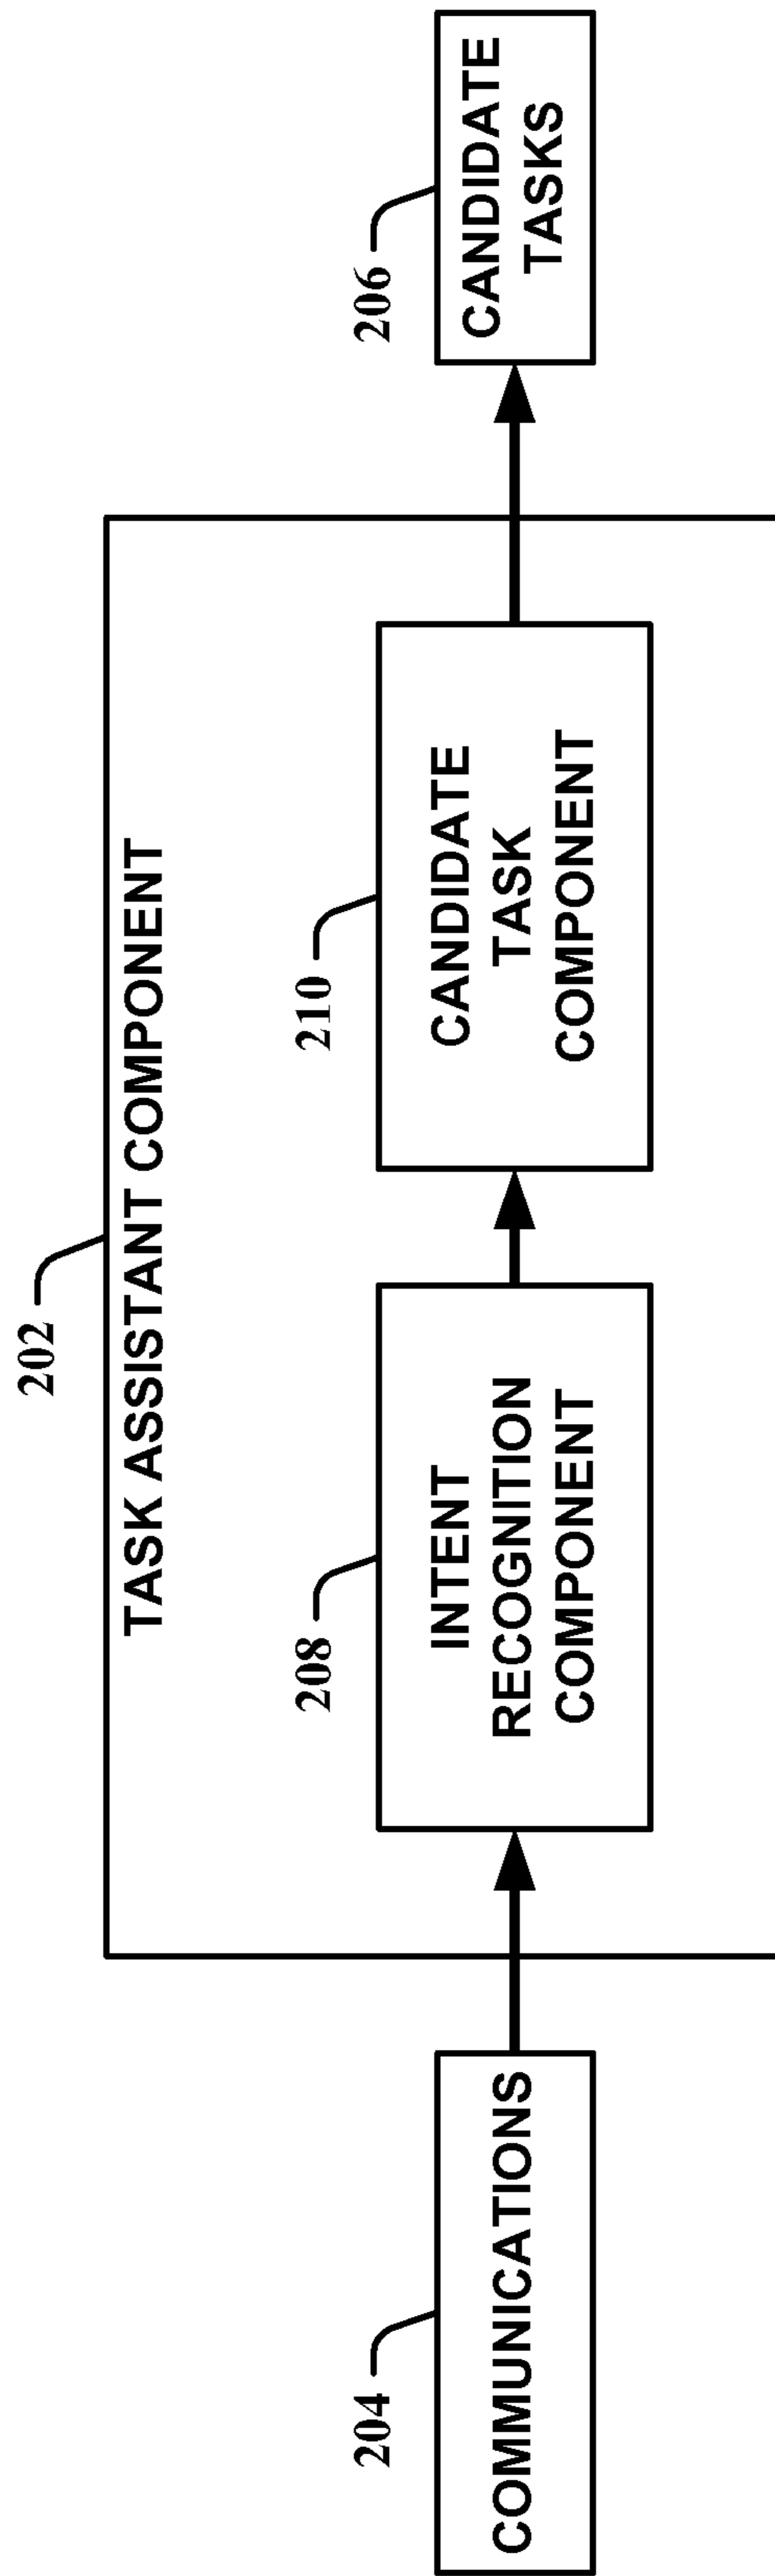 202
TASK ASSISTANT COMPONENT
204
COMMUNICATIONS
208
INTENT
RECOGNITION
COMPONENT
210
CANDIDATE
TASK
COMPONENT
206
CANDIDATE
TASKS